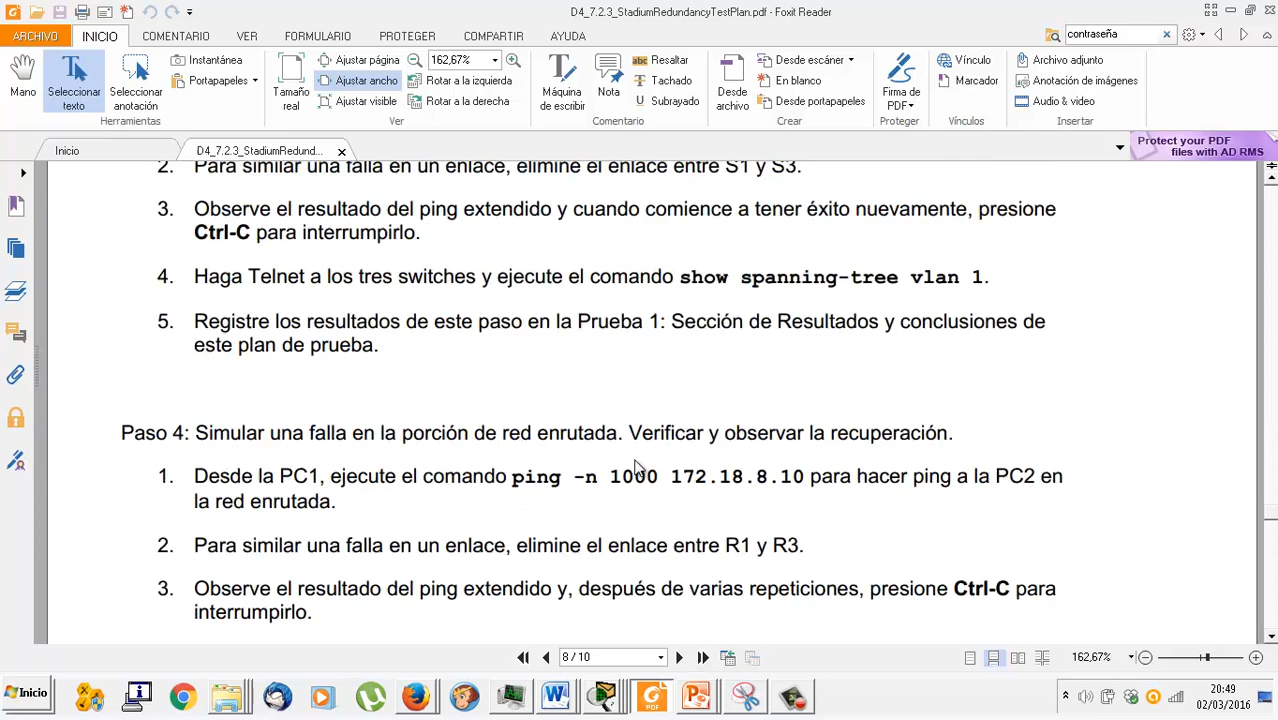 D4_7.2.3_StadiumRedundancyTestPlan.pdf - Foxit Reader
ARCHIVO INICIO COMENTARIO VER FORMULARIO PROTEGER COMPARTIR AYUDA contraseña
Mano
Seleccionar texto
Seleccionar anotación
Instantánea
Portapapeles
Herramientas
Tamaño real
Ajustar página
Ajustar ancho
Ajustar visible
162,67%
Rotar a la izquierda
Rotar a la derecha
Ver
Máquina de escribir
Nota
Resaltar
Tachado
Subrayado
Comentario
Desde archivo
Desde escáner
En blanco
Desde portapapeles
Crear
Firma de PDF
Proteger
Vínculo
Marcador
Vínculos
Archivo adjunto
Anotación de imágenes
Audio & video
Insertar
Inicio
D4_7.2.3_StadiumRedund...
Protect your PDF
files with AD RMS
2. Para similar una falla en un enlace, elimine el enlace entre S1 y S3.
3. Observe el resultado del ping extendido y cuando comience a tener éxito nuevamente, presione
Ctrl-C para interrumpirlo.
4. Haga Telnet a los tres switches y ejecute el comando show spanning-tree vlan 1.
5. Registre los resultados de este paso en la Prueba 1: Sección de Resultados y conclusiones de
este plan de prueba.
Paso 4: Simular una falla en la porción de red enrutada. Verificar y observar la recuperación.
1. Desde la PC1, ejecute el comando ping -n 1000 172.18.8.10 para hacer ping a la PC2 en
la red enrutada.
2. Para similar una falla en un enlace, elimine el enlace entre R1 y R3.
3. Observe el resultado del ping extendido y, después de varias repeticiones, presione Ctrl-C para
interrumpirlo.
8 / 10
162,67%
Inicio
20:49
02/03/2016